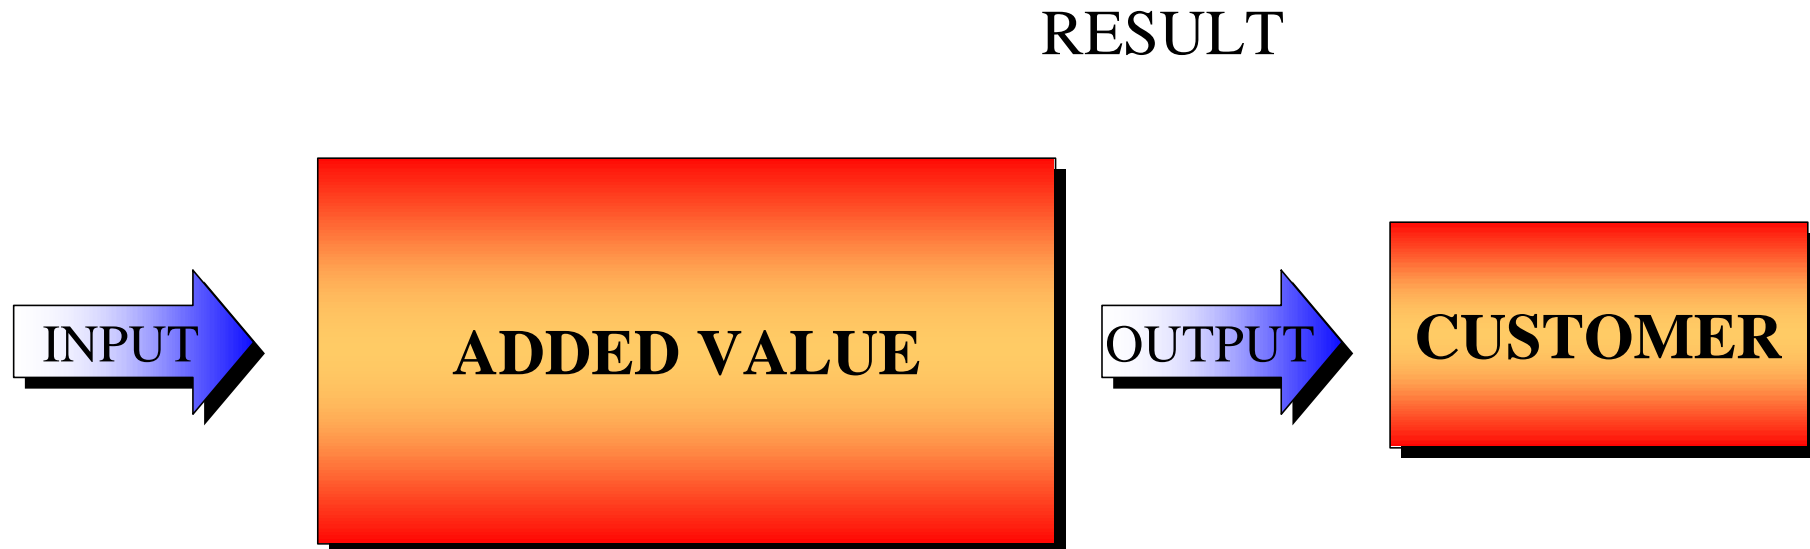 RESULT
INPUT
ADDED VALUE
OUTPUT
CUSTOMER